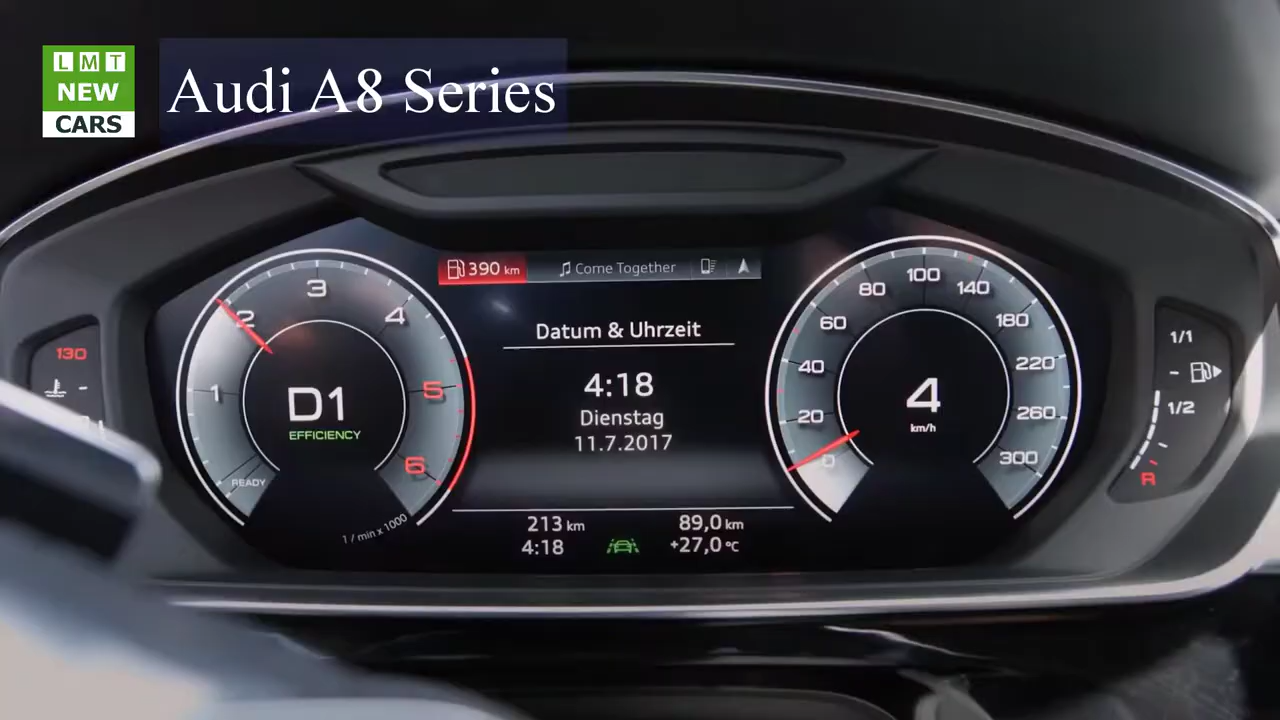 LMT
NEW
CARS
Audi A8 Series
390 km
Come Together
Datum & Uhrzeit
4:18
Dienstag
11.7.2017
213 km
89,0 km
4:18
+27,0 °C
READY
1
2
3
4
5
6
1 / min x 1000
D1
EFFICIENCY
0
20
40
60
80
100
140
180
220
260
300
4
km/h
130
1/1
1/2
R